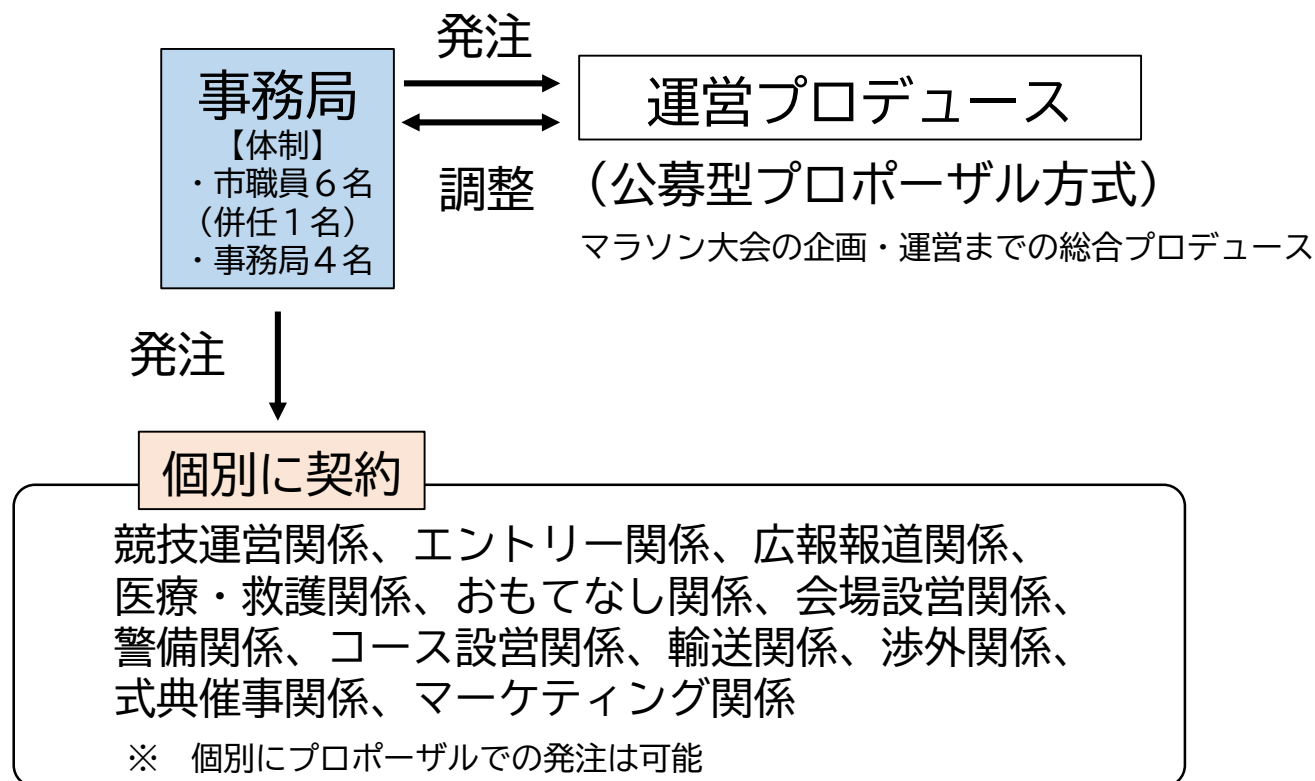 発注
事務局
【体制】
・市職員６名
（併任１名）
・事務局４名
運営プロデュース
調整
（公募型プロポーザル方式）
マラソン大会の企画・運営までの総合プロデュース
発注
個別に契約
競技運営関係、エントリー関係、広報報道関係、
医療・救護関係、おもてなし関係、会場設営関係、
警備関係、コース設営関係、輸送関係、渉外関係、
式典催事関係、マーケティング関係
※　個別にプロポーザルでの発注は可能